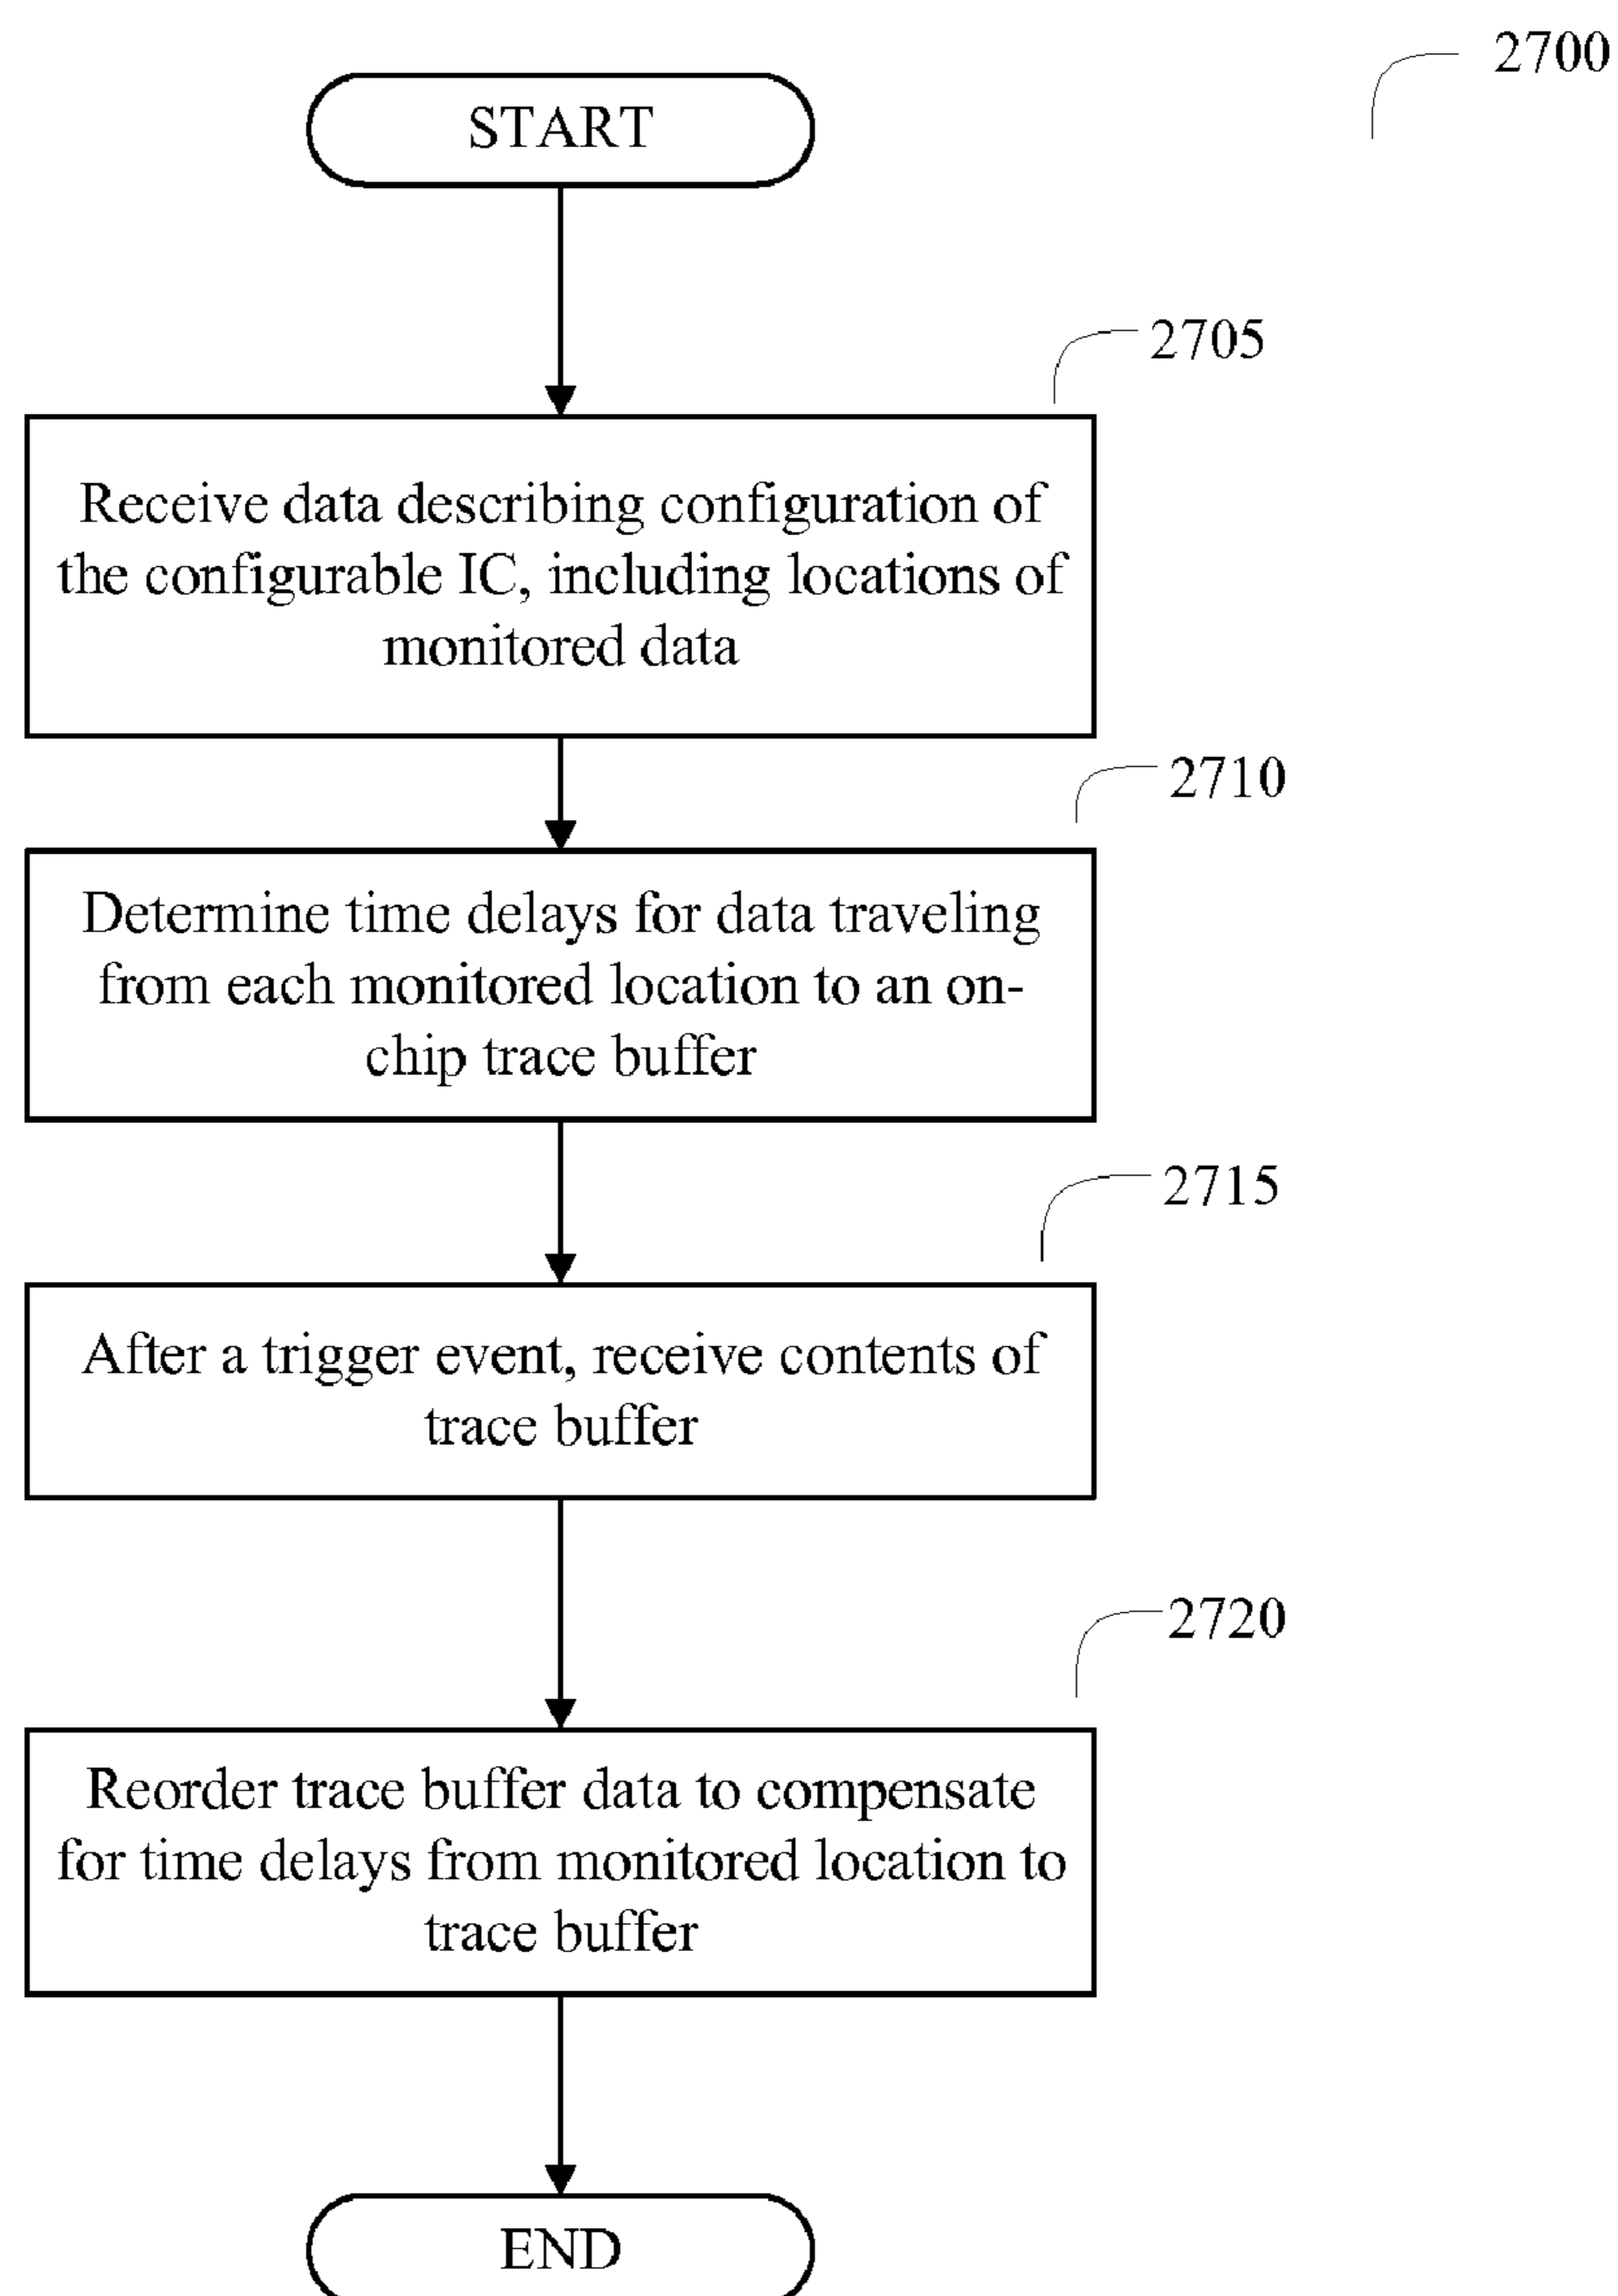 2700
START
2705
Receive data describing configuration of
the configurable IC, including locations of
monitored data
2710
Determine time delays for data traveling
from each monitored location to an on-
chip trace buffer
2715
After a trigger event, receive contents of
trace buffer
2720
Reorder trace buffer data to compensate
for time delays from monitored location to
trace buffer
END